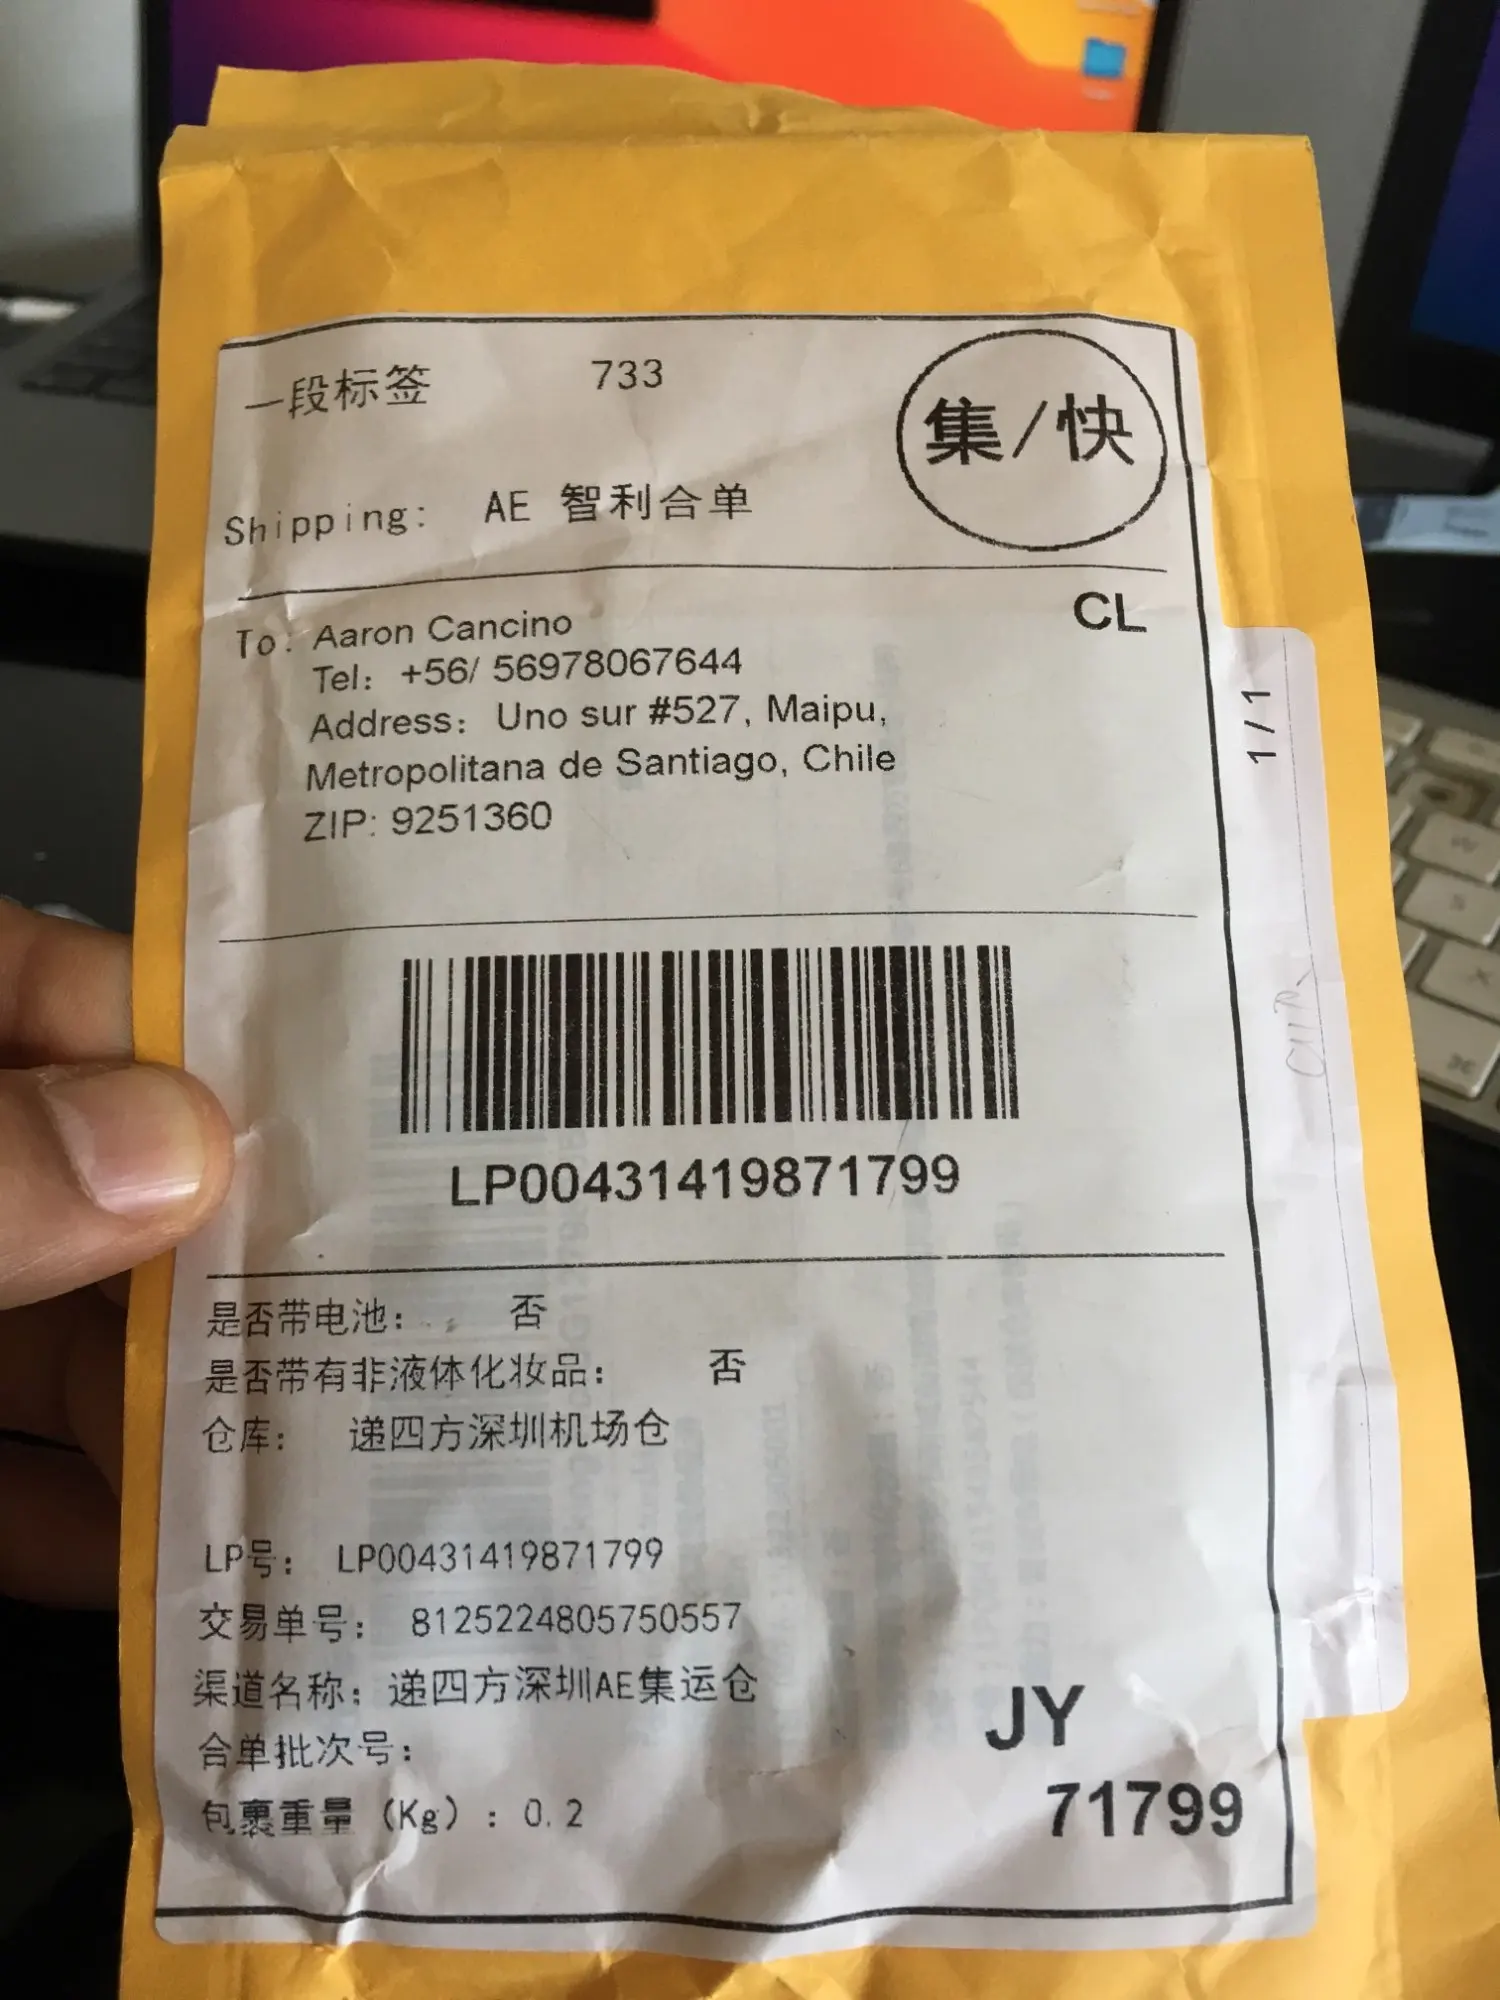 一段标签 733
集/快
Shipping: AE 智利合单
CL
To: Aaron Cancino
Tel: +56/ 56978067644
Address: Uno sur #527, Maipu,
Metropolitana de Santiago, Chile
ZIP: 9251360
1/1
LP00431419871799
是否带电池: 否
是否带有非液体化妆品: 否
仓库: 递四方深圳机场仓
LP号: LP00431419871799
交易单号: 8125224805750557
渠道名称: 递四方深圳AE集运仓
合单批次号:
包裹重量 (Kg) : 0.2
JY
71799